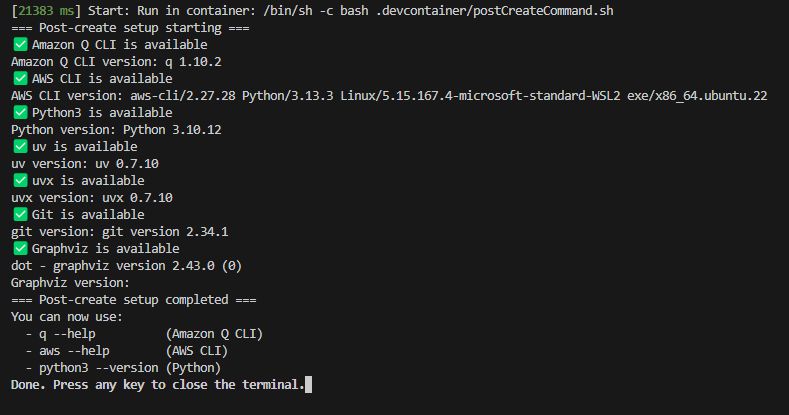 [21383 ms] Start: Run in container: /bin/sh -c bash .devcontainer/postCreateCommand.sh
=== Post-create setup starting ===
✅ Amazon Q CLI is available
Amazon Q CLI version: q 1.10.2
✅ AWS CLI is available
AWS CLI version: aws-cli/2.27.28 Python/3.13.3 Linux/5.15.167.4-microsoft-standard-WSL2 exe/x86_64.ubuntu.22
✅ Python3 is available
Python version: Python 3.10.12
✅ uv is available
uv version: uv 0.7.10
✅ uvx is available
uvx version: uvx 0.7.10
✅ Git is available
git version: git version 2.34.1
✅ Graphviz is available
dot - graphviz version 2.43.0 (0)
Graphviz version:
=== Post-create setup completed ===
You can now use:
  - q --help          (Amazon Q CLI)
  - aws --help        (AWS CLI)
  - python3 --version (Python)
Done. Press any key to close the terminal.